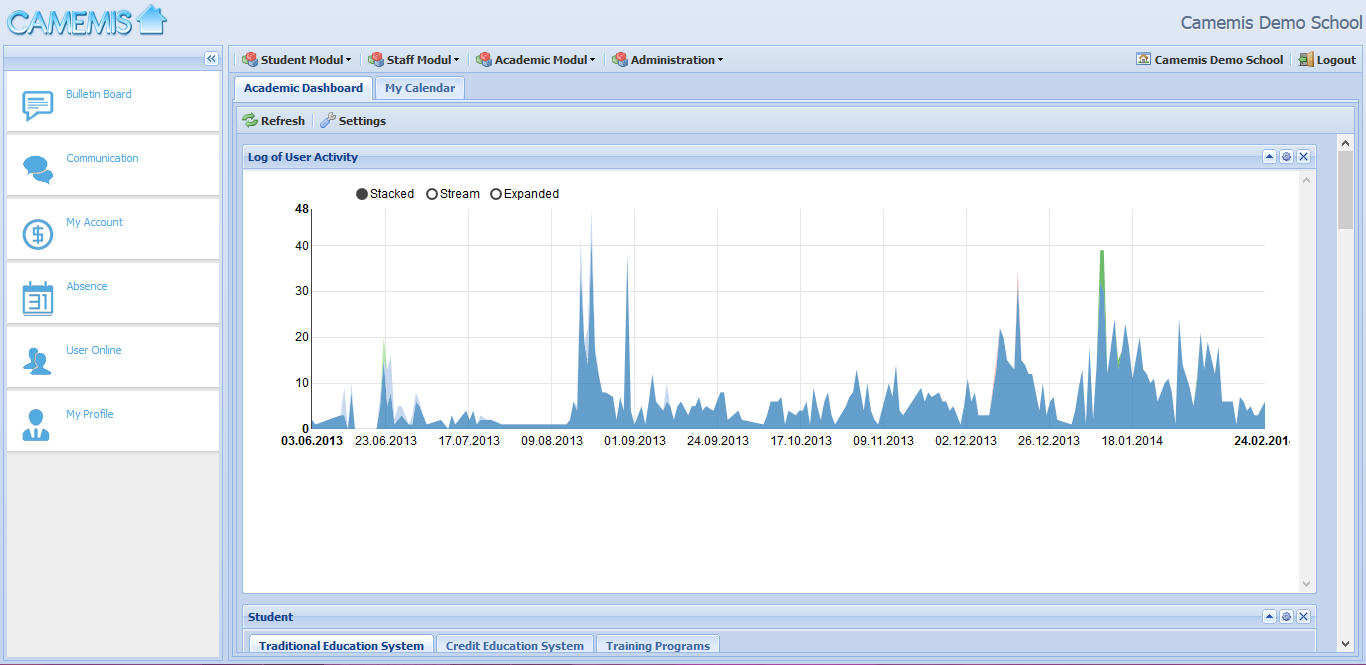 CAMEMIS
Camemis Demo School
Student Modul Staff Modul Academic Modul Administration Camemis Demo School Logout
Academic Dashboard My Calendar
Refresh Settings
Bulletin Board
Communication
My Account
31
Absence
User Online
My Profile
Log of User Activity
Stacked Stream Expanded
48
40
30
20
10
0
03.06.2013 23.06.2013 17.07.2013 09.08.2013 01.09.2013 24.09.2013 17.10.2013 09.11.2013 02.12.2013 26.12.2013 18.01.2014 24.02.201
Student
Traditional Education System Credit Education System Training Programs